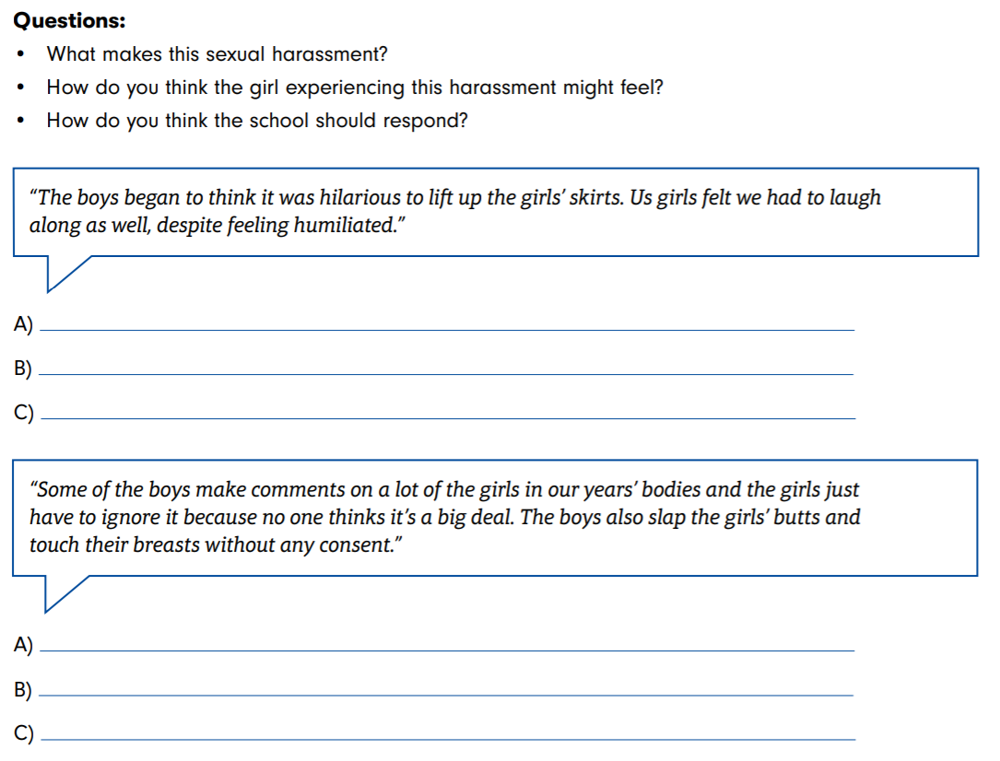 Questions:
• What makes this sexual harassment?
• How do you think the girl experiencing this harassment might feel?
• How do you think the school should respond?
“The boys began to think it was hilarious to lift up the girls’ skirts. Us girls felt we had to laugh
along as well, despite feeling humiliated.”
A)
B)
C)
“Some of the boys make comments on a lot of the girls in our years’ bodies and the girls just
have to ignore it because no one thinks it’s a big deal. The boys also slap the girls’ butts and
touch their breasts without any consent.”
A)
B)
C)